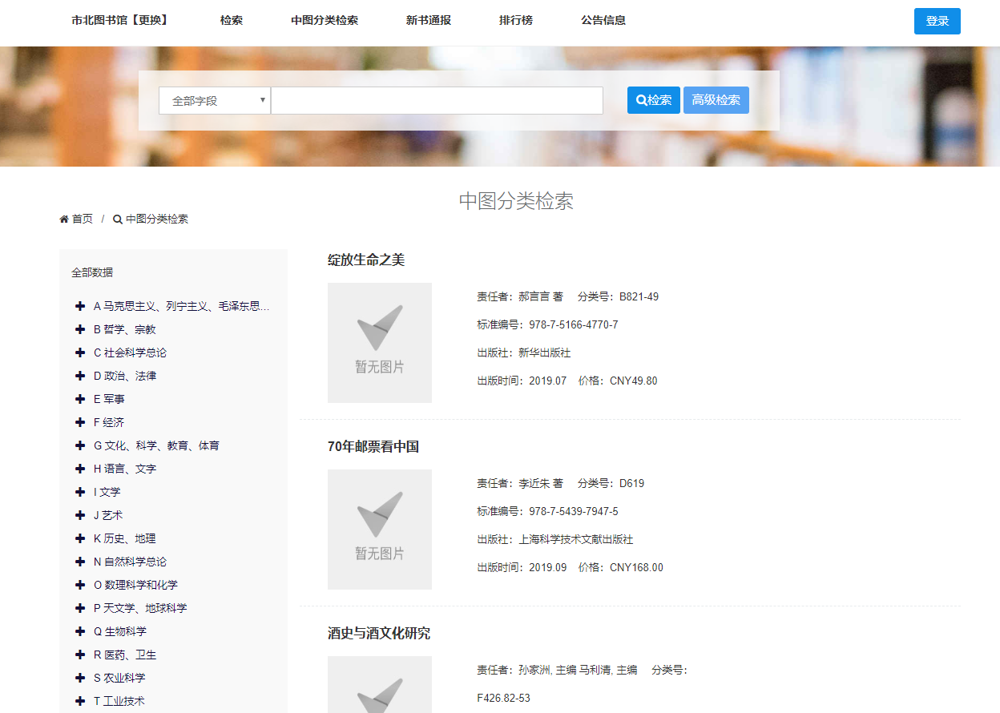 市北图书馆【更换】 检索 中图分类检索 新书通报 排行榜 公告信息 登录
全部字段 检索 高级检索
中图分类检索
首页 / 中图分类检索
全部数据
A 马克思主义、列宁主义、毛泽东思...
B 哲学、宗教
C 社会科学总论
D 政治、法律
E 军事
F 经济
G 文化、科学、教育、体育
H 语言、文字
I 文学
J 艺术
K 历史、地理
N 自然科学总论
O 数理科学和化学
P 天文学、地球科学
Q 生物科学
R 医药、卫生
S 农业科学
T 工业技术
绽放生命之美
暂无图片
责任者：郝言言 著 分类号：B821-49
标准编号：978-7-5166-4770-7
出版社：新华出版社
出版时间：2019.07 价格：CNY49.80
70年邮票看中国
暂无图片
责任者：李近朱 著 分类号：D619
标准编号：978-7-5439-7947-5
出版社：上海科学技术文献出版社
出版时间：2019.09 价格：CNY168.00
酒史与酒文化研究
责任者：孙家洲, 主编 马利清, 主编 分类号：
F426.82-53